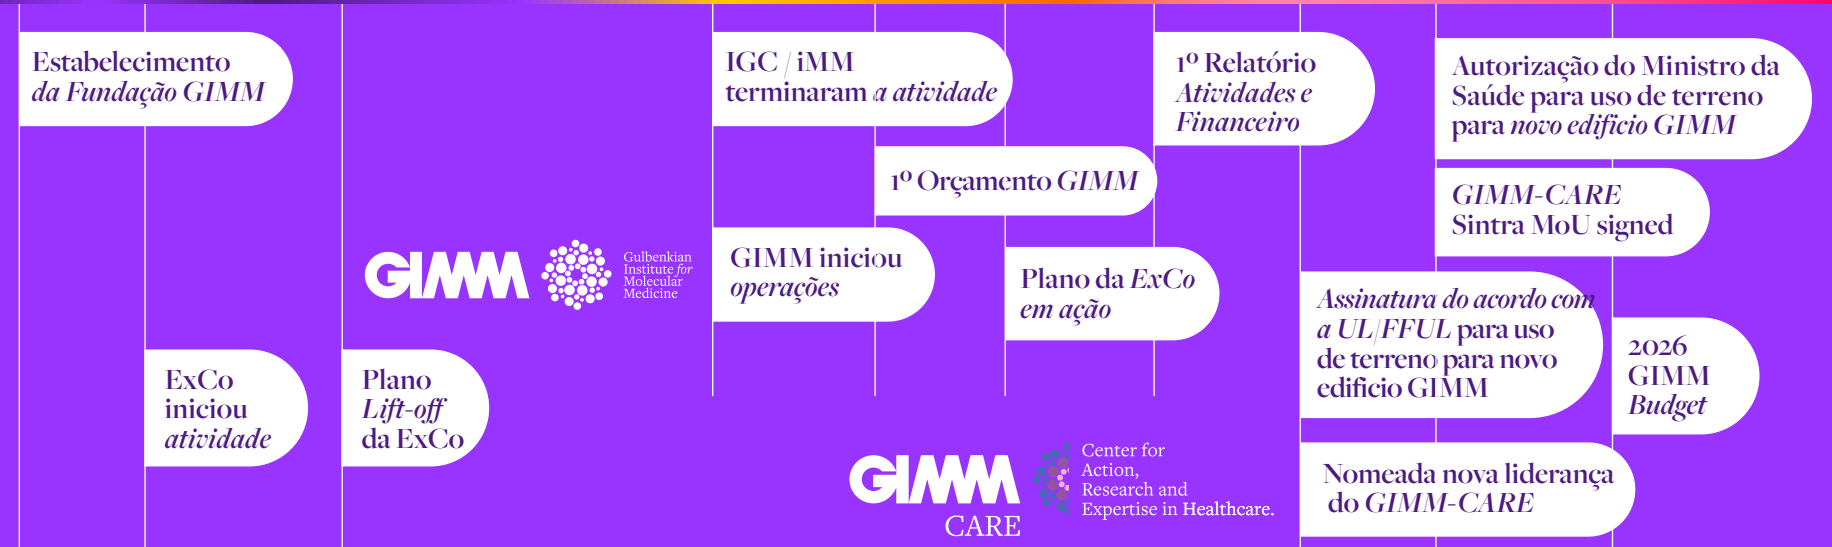 Estabelecimento
da Fundação GIMM
ExCo
iniciou
atividade
Plano
Lift-off
da ExCo
GIMM
Gulbenkian
Institute for
Molecular
Medicine
IGC / iMM
terminaram a atividade
1º Orçamento GIMM
GIMM iniciou
operações
Plano da ExCo
em ação
1º Relatório
Atividades e
Financeiro
GIMM
CARE
Center for
Action,
Research and
Expertise in Healthcare.
Autorização do Ministro da
Saúde para uso de terreno
para novo edifício GIMM
GIMM-CARE
Sintra MoU signed
Assinatura do acordo com
a UL/FFUL para uso
de terreno para novo
edificio GIMM
2026
GIMM
Budget
Nomeada nova liderança
do GIMM-CARE